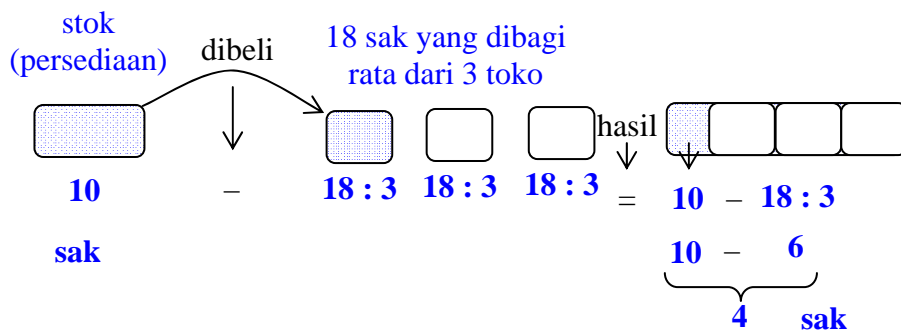 stok
(persediaan)
dibeli
18 sak yang dibagi
rata dari 3 toko
hasil
10 – 18 : 3 18 : 3 18 : 3 = 10 – 18 : 3
sak 10 – 6
4 sak